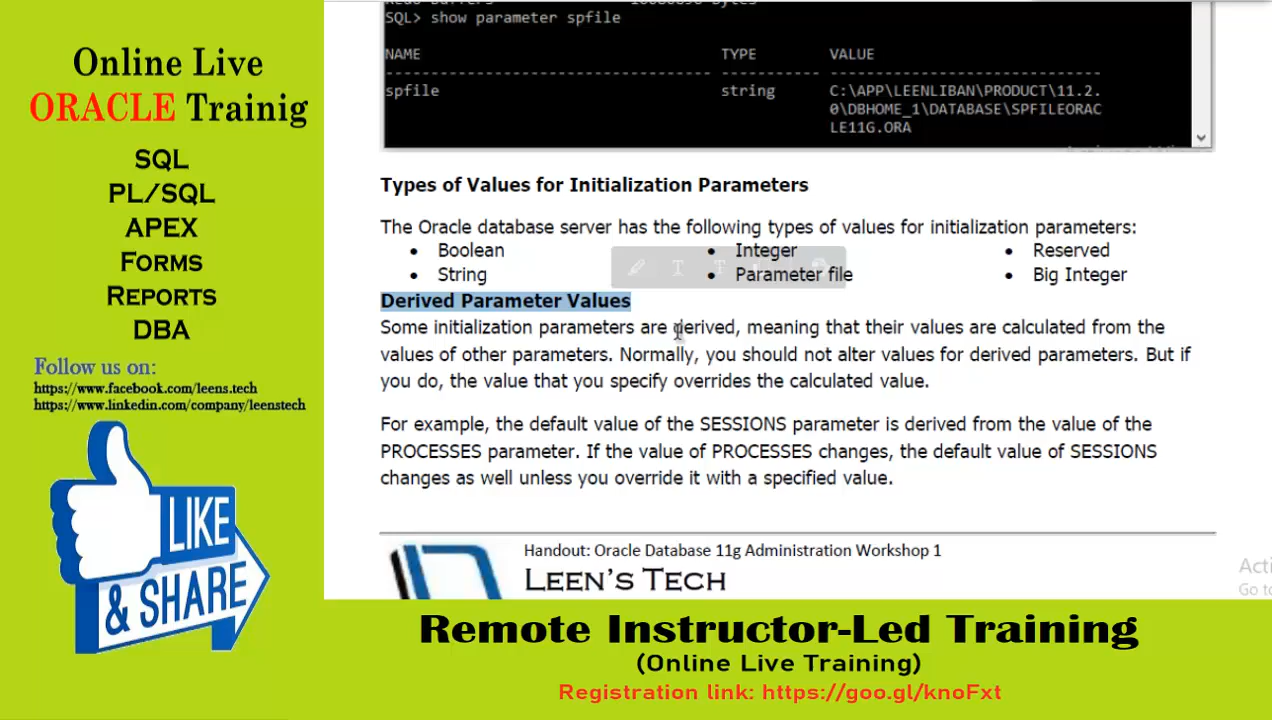 Online Live
ORACLE Trainig
SQL
PL/SQL
APEX
FORMS
REPORTS
DBA
Follow us on:
https://www.facebook.com/leens.tech
https://www.linkedin.com/company/leenstech
LIKE
& SHARE
SQL> show parameter spfile
NAME TYPE VALUE
------------------------------------ ----------- ------------------------------
spfile string C:\APP\LEENLIBAN\PRODUCT\11.2.
0\DBHOME_1\DATABASE\SPFILEORAC
LE11G.ORA
Types of Values for Initialization Parameters
The Oracle database server has the following types of values for initialization parameters:
• Boolean • Integer • Reserved
• String • Parameter file • Big Integer
Derived Parameter Values
Some initialization parameters are derived, meaning that their values are calculated from the
values of other parameters. Normally, you should not alter values for derived parameters. But if
you do, the value that you specify overrides the calculated value.
For example, the default value of the SESSIONS parameter is derived from the value of the
PROCESSES parameter. If the value of PROCESSES changes, the default value of SESSIONS
changes as well unless you override it with a specified value.
Handout: Oracle Database 11g Administration Workshop 1
LEEN'S TECH
Acti
Go to
Remote Instructor-Led Training
(Online Live Training)
Registration link: https://goo.gl/knoFxt